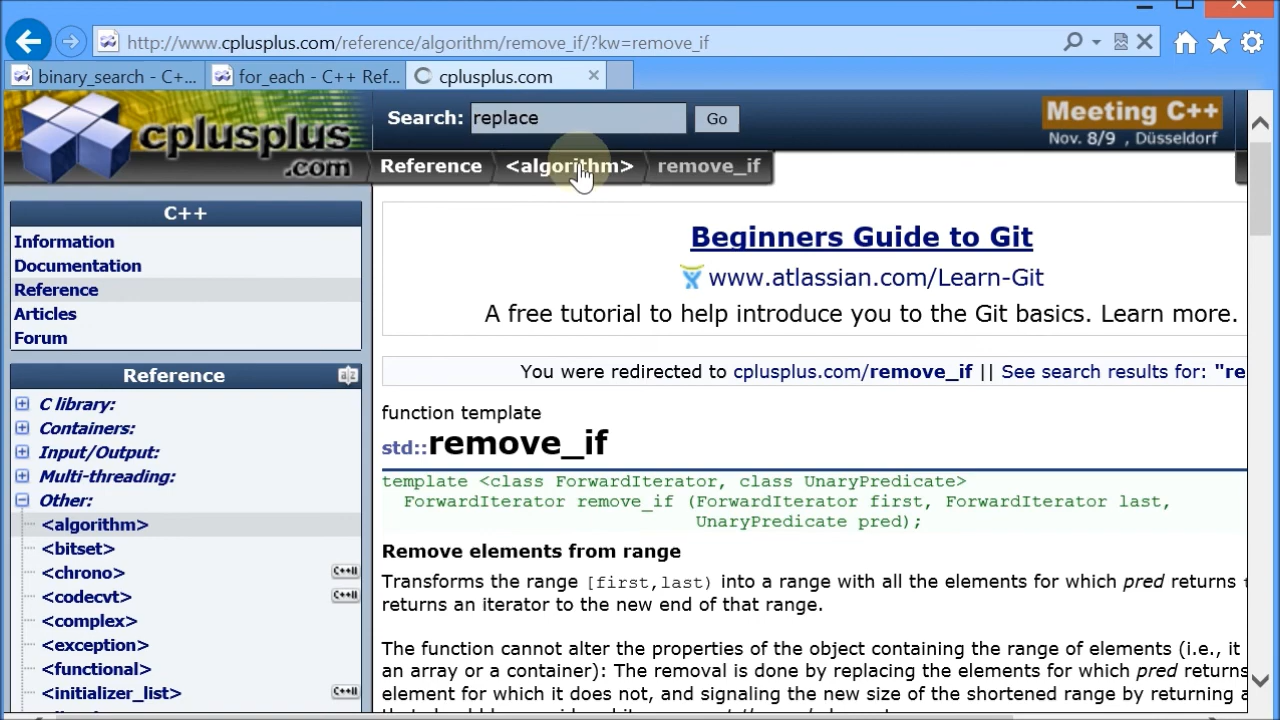 http://www.cplusplus.com/reference/algorithm/remove_if/?kw=remove_if
binary_search - C+...
for_each - C++ Ref...
cplusplus.com
cplusplus
.com
Search: replace Go
Meeting C++
Nov. 8/9 , Düsseldorf
Reference <algorithm> remove_if
C++
Information
Documentation
Reference
Articles
Forum
Reference
C library:
Containers:
Input/Output:
Multi-threading:
Other:
<algorithm>
<bitset>
<chrono> C++11
<codecvt> C++11
<complex>
<exception>
<functional>
<initializer_list> C++11
Beginners Guide to Git
www.atlassian.com/Learn-Git
A free tutorial to help introduce you to the Git basics. Learn more.
You were redirected to cplusplus.com/remove_if || See search results for: "re
function template
std::remove_if
template <class ForwardIterator, class UnaryPredicate>
ForwardIterator remove_if (ForwardIterator first, ForwardIterator last,
UnaryPredicate pred);
Remove elements from range
Transforms the range [first,last) into a range with all the elements for which pred returns
returns an iterator to the new end of that range.
The function cannot alter the properties of the object containing the range of elements (i.e., it
an array or a container): The removal is done by replacing the elements for which pred returns
element for which it does not, and signaling the new size of the shortened range by returning a